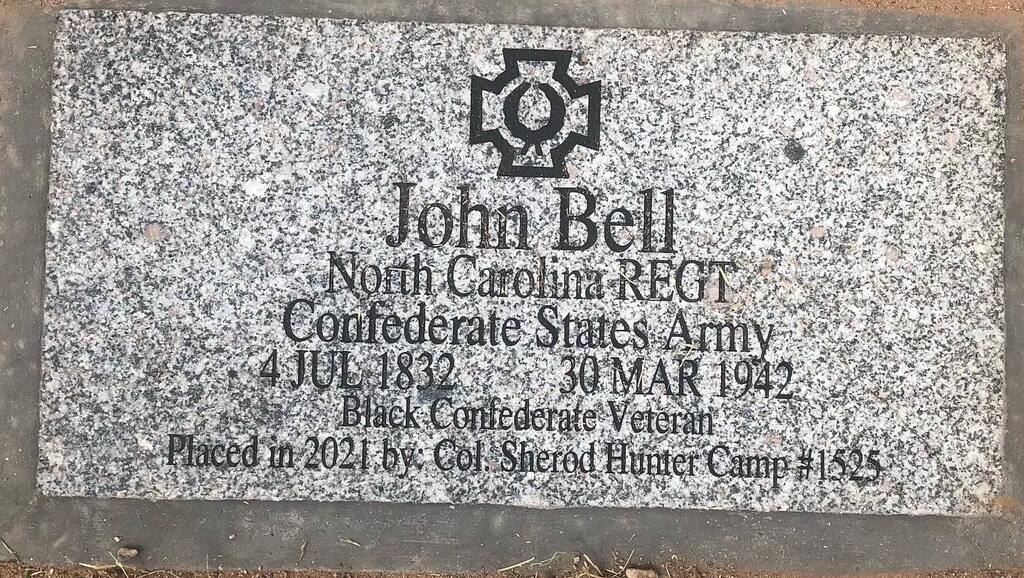 John Bell
North Carolina REGT
Confederate States Army
4 JUL 1832 30 MAR 1942
Black Confederate Veteran
Placed in 2021 by: Col. Sherod Hunter Camp #1525